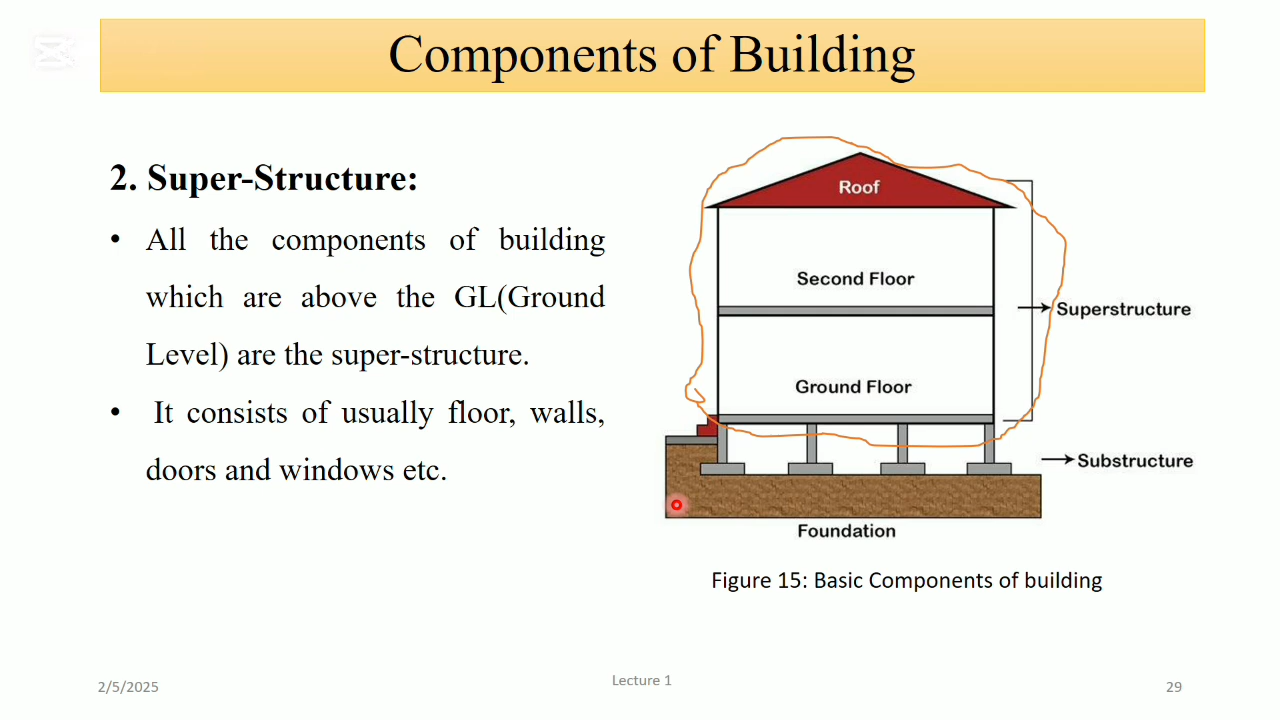 Components of Building
2. Super-Structure:
• All the components of building
which are above the GL(Ground
Level) are the super-structure.
• It consists of usually floor, walls,
doors and windows etc.
Roof
Second Floor
Superstructure
Ground Floor
Substructure
Foundation
Figure 15: Basic Components of building
2/5/2025
Lecture 1
29